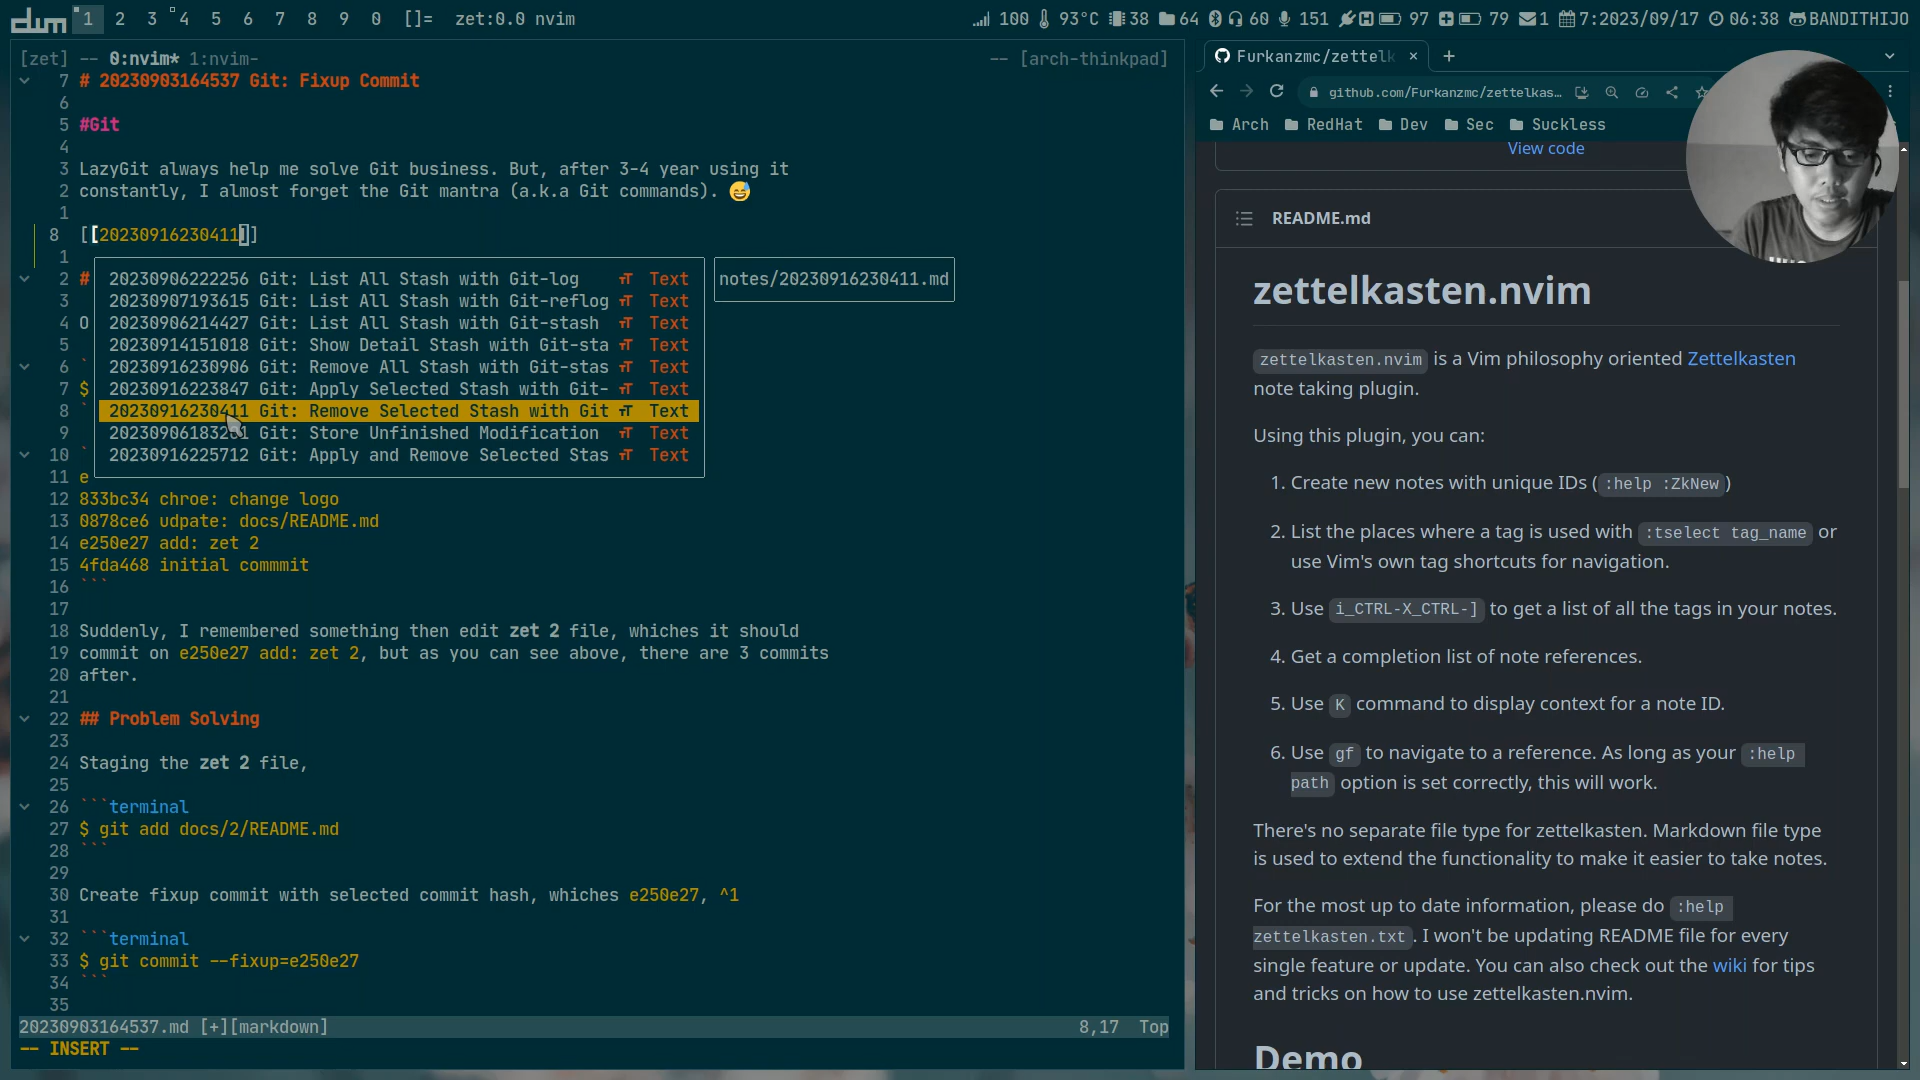 dwm 1 2 3 4 5 6 7 8 9 0 []= zet:0.0 nvim 100 93°C 38 64 60 151 97 79 1 7:2023/09/17 06:38 BANDITHIJO
[zet] -- 0:nvim* 1:nvim- -- [arch-thinkpad]
7 # 20230903164537 Git: Fixup Commit
6
5 #Git
4
3 LazyGit always help me solve Git business. But, after 3-4 year using it
2 constantly, I almost forget the Git mantra (a.k.a Git commands). 😅
1
8 [[20230916230411]]
1
2 # 20230906222256 Git: List All Stash with Git-log Text notes/20230916230411.md
3 20230907193615 Git: List All Stash with Git-reflog Text
4 O 20230906214427 Git: List All Stash with Git-stash Text
5 20230914151018 Git: Show Detail Stash with Git-sta Text
6 ` 20230916230906 Git: Remove All Stash with Git-stas Text
7 $ 20230916223847 Git: Apply Selected Stash with Git- Text
8 ` 20230916230411 Git: Remove Selected Stash with Git Text
9 Git: Store Unfinished Modification Text
10 ` 20230916225712 Git: Apply and Remove Selected Stas Text
11 e
12 833bc34 chroe: change logo
13 0878ce6 udpate: docs/README.md
14 e250e27 add: zet 2
15 4fda468 initial commmit
16 ```
17
18 Suddenly, I remembered something then edit zet 2 file, whiches it should
19 commit on e250e27 add: zet 2, but as you can see above, there are 3 commits
20 after.
21
22 ## Problem Solving
23
24 Staging the zet 2 file,
25
26 ```terminal
27 $ git add docs/2/README.md
28 ```
29
30 Create fixup commit with selected commit hash, whiches e250e27, ^1
31
32 ```terminal
33 $ git commit --fixup=e250e27
34 ```
35
20230903164537.md [+][markdown] 8,17 Top
-- INSERT --
Furkanzmc/zettelk × +
github.com/Furkanzmc/zettelkas…
Arch RedHat Dev Sec Suckless
View code
README.md
zettelkasten.nvim
zettelkasten.nvim is a Vim philosophy oriented Zettelkasten
note taking plugin.
Using this plugin, you can:
1. Create new notes with unique IDs ( :help :ZkNew )
2. List the places where a tag is used with :tselect tag_name or
use Vim's own tag shortcuts for navigation.
3. Use i_CTRL-X_CTRL-] to get a list of all the tags in your notes.
4. Get a completion list of note references.
5. Use K command to display context for a note ID.
6. Use gf to navigate to a reference. As long as your :help
path option is set correctly, this will work.
There's no separate file type for zettelkasten. Markdown file type
is used to extend the functionality to make it easier to take notes.
For the most up to date information, please do :help
zettelkasten.txt . I won't be updating README file for every
single feature or update. You can also check out the wiki for tips
and tricks on how to use zettelkasten.nvim.
Demo